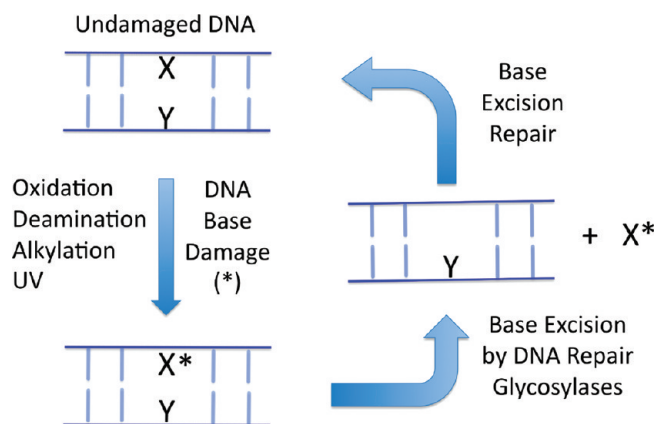 Undamaged DNA
X
Y
Oxidation
Deamination
Alkylation
UV
DNA
Base
Damage
(*)
X*
Y
Base Excision
by DNA Repair
Glycosylases
Y
+ X*
Base
Excision
Repair